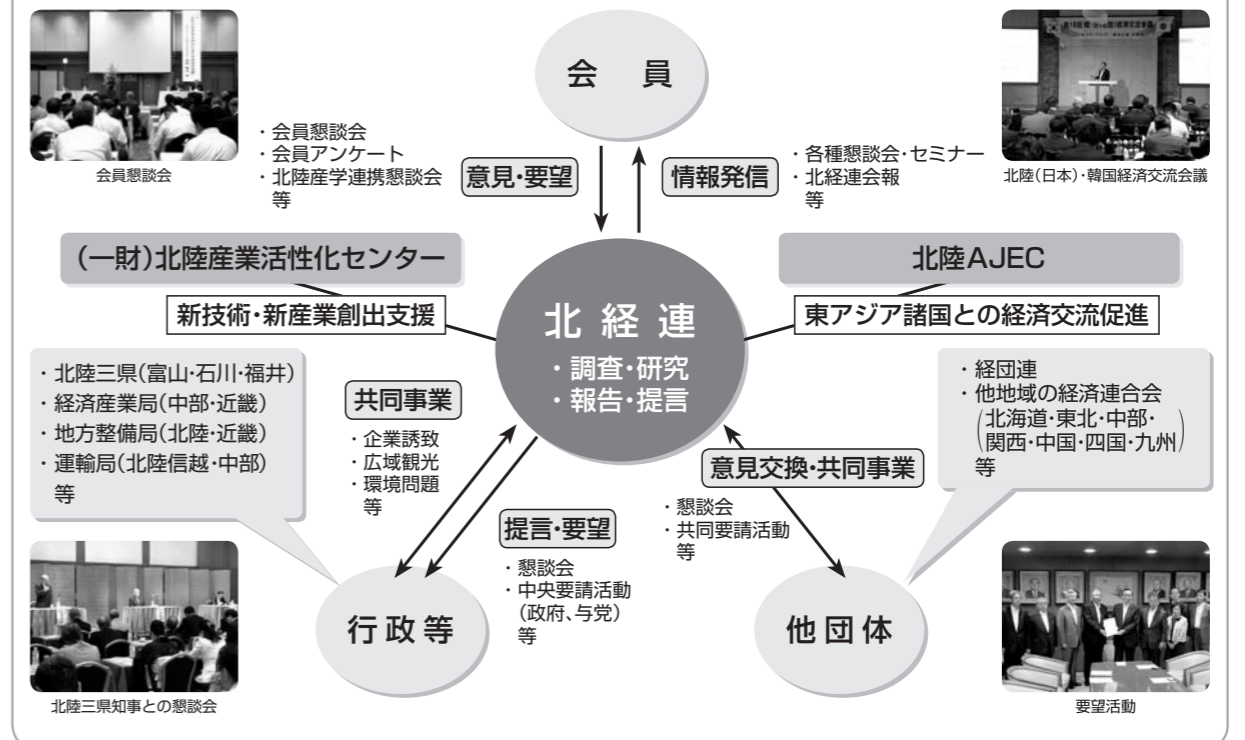 会員
会員懇談会
・会員懇談会
・会員アンケート
・北陸産学連携懇談会
等
意見・要望
情報発信
・各種懇談会・セミナー
・北経連会報
等
北陸(日本)・韓国経済交流会議
(一財)北陸産業活性化センター
新技術・新産業創出支援
北陸AJEC
東アジア諸国との経済交流促進
北経連
・調査・研究
・報告・提言
・北陸三県(富山・石川・福井)
・経済産業局(中部・近畿)
・地方整備局(北陸・近畿)
・運輸局(北陸信越・中部)
等
共同事業
・企業誘致
・広域観光
・環境問題
等
提言・要望
・懇談会
・中央要請活動
(政府、与党)
等
意見交換・共同事業
・懇談会
・共同要請活動
等
・経団連
・他地域の経済連合会
(北海道・東北・中部・
関西・中国・四国・九州)
等
行政等
他団体
北陸三県知事との懇談会
要望活動